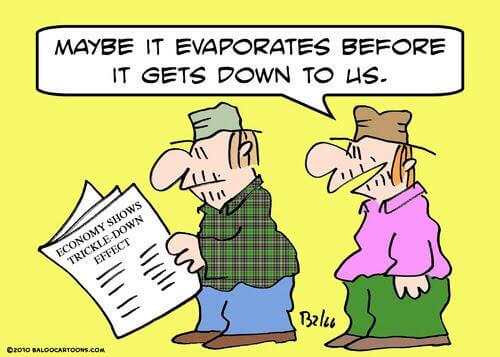 MAYBE IT EVAPORATES BEFORE
IT GETS DOWN TO US.
ECONOMY SHOWS
TRICKLE-DOWN
EFFECT
©2010 BALOOCARTOONS.COM